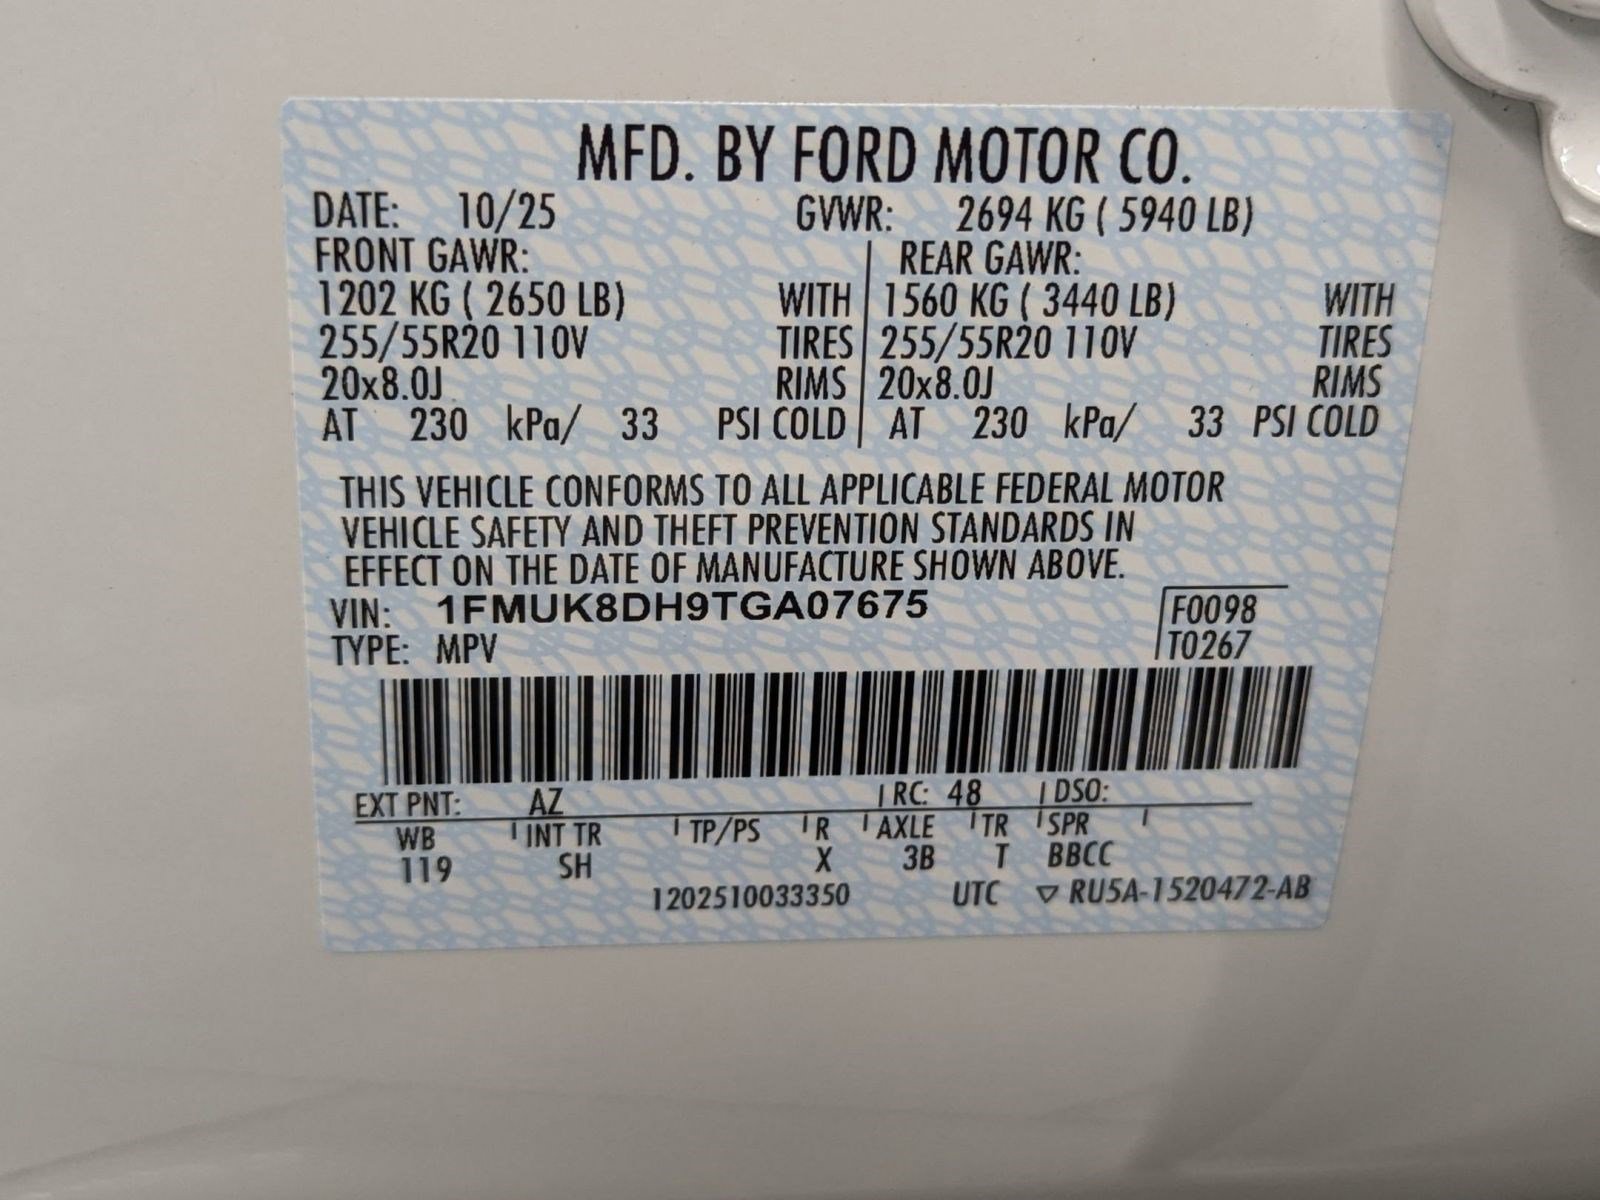 MFD. BY FORD MOTOR CO.
DATE: 10/25 GVWR: 2694 KG ( 5940 LB)
FRONT GAWR: REAR GAWR:
1202 KG ( 2650 LB) WITH 1560 KG ( 3440 LB) WITH
255/55R20 110V TIRES 255/55R20 110V TIRES
20x8.0J RIMS 20x8.0J RIMS
AT 230 kPa/ 33 PSI COLD AT 230 kPa/ 33 PSI COLD
THIS VEHICLE CONFORMS TO ALL APPLICABLE FEDERAL MOTOR
VEHICLE SAFETY AND THEFT PREVENTION STANDARDS IN
EFFECT ON THE DATE OF MANUFACTURE SHOWN ABOVE.
VIN: 1FMUK8DH9TGA07675 F0098
TYPE: MPV T0267
EXT PNT: AZ RC: 48 DSO:
WB INT TR TP/PS R AXLE TR SPR
119 SH X 3B T BBCC
1202510033350 UTC ▽ RU5A-1520472-AB